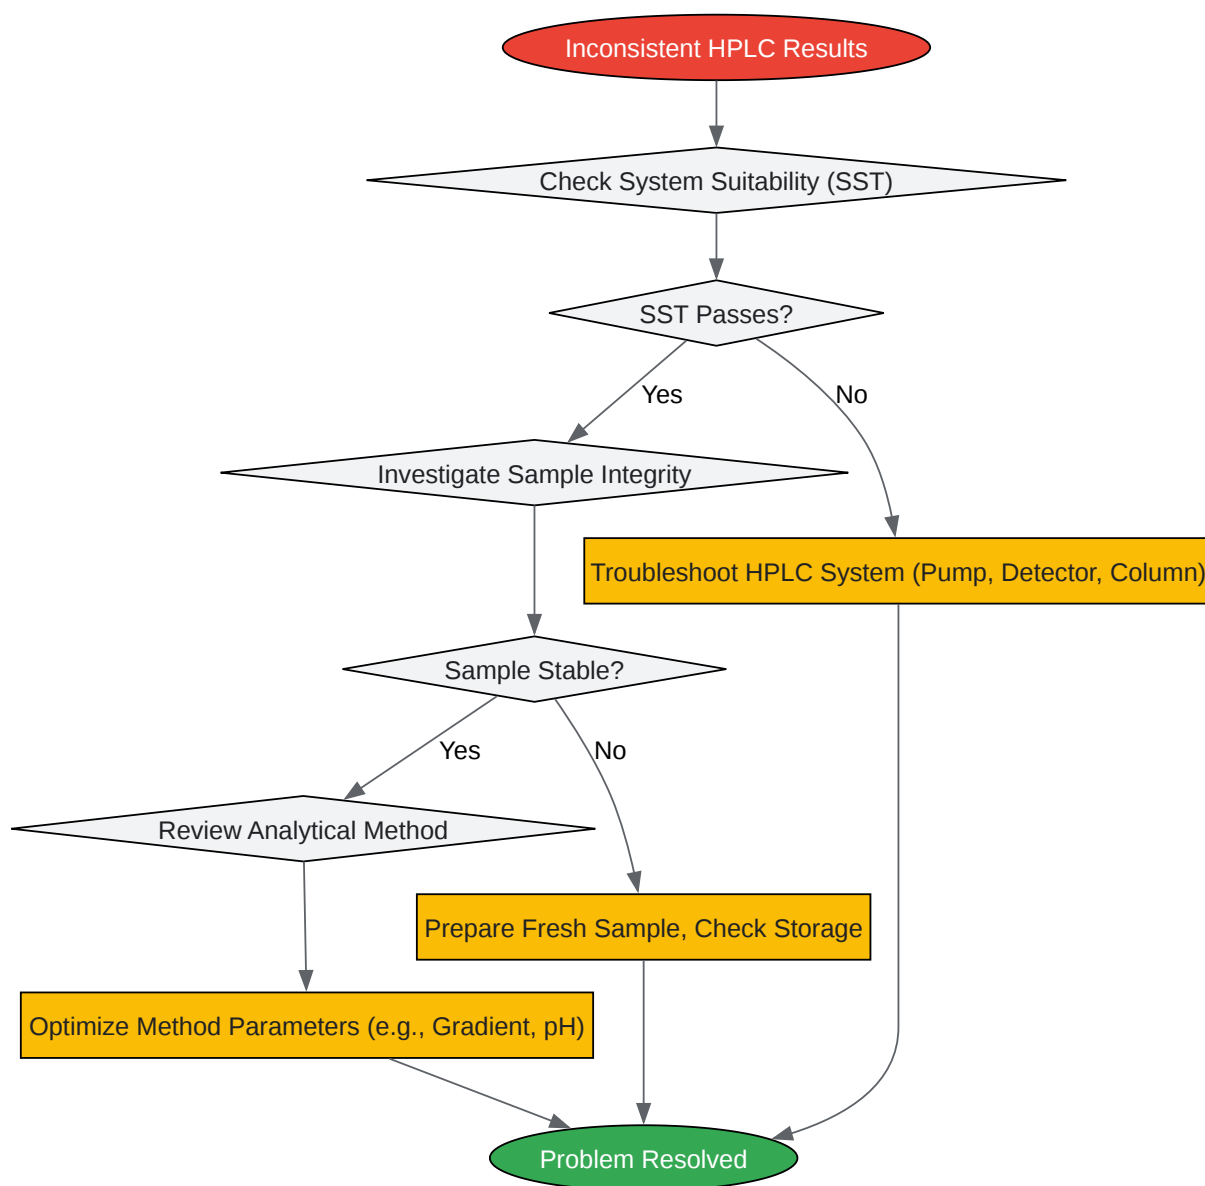 Inconsistent HPLC Results
Check System Suitability (SST)
SST Passes?
Yes
No
Investigate Sample Integrity
Troubleshoot HPLC System (Pump, Detector, Column)
Sample Stable?
Yes
No
Review Analytical Method
Prepare Fresh Sample, Check Storage
Optimize Method Parameters (e.g., Gradient, pH)
Problem Resolved